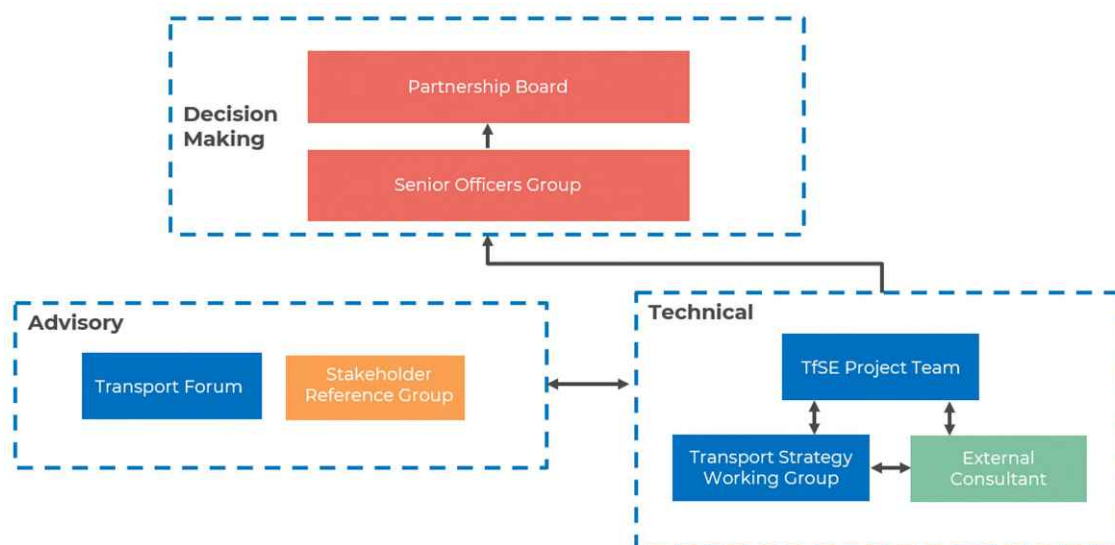 Decision
Making
Partnership Board
Senior Officers Group
Advisory
Transport Forum
Stakeholder
Reference Group
Technical
TfSE Project Team
Transport Strategy
Working Group
External
Consultant